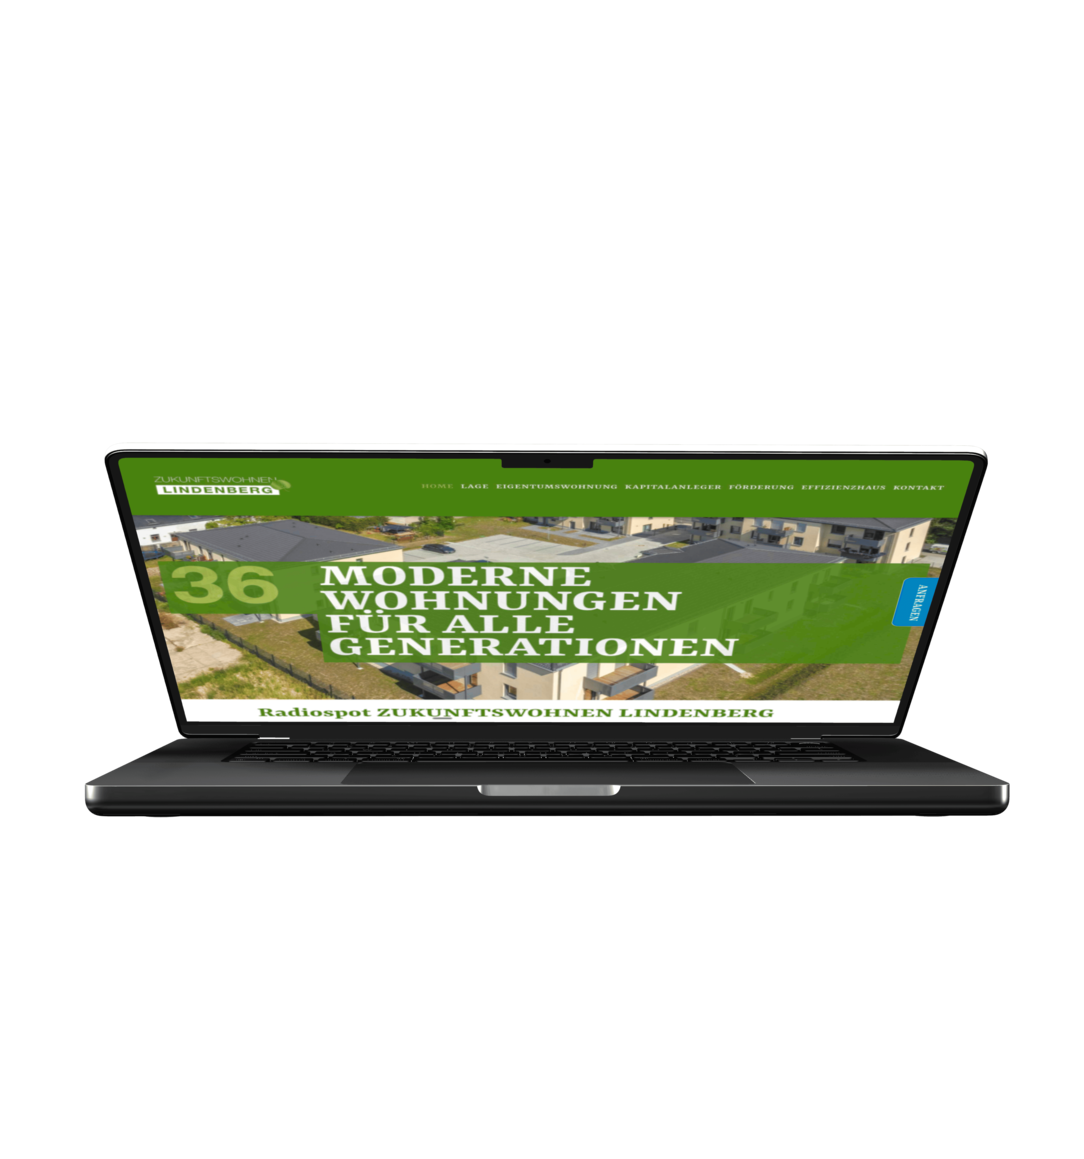 ZUKUNFTSWOHNEN
LINDENBERG
HOME LAGE EIGENTUMSWOHNUNG KAPITALANLEGER FÖRDERUNG EFFIZIENZHAUS KONTAKT
36
MODERNE
WOHNUNGEN
FÜR ALLE
GENERATIONEN
ANFRAGEN
Radiospot ZUKUNFTSWOHNEN LINDENBERG